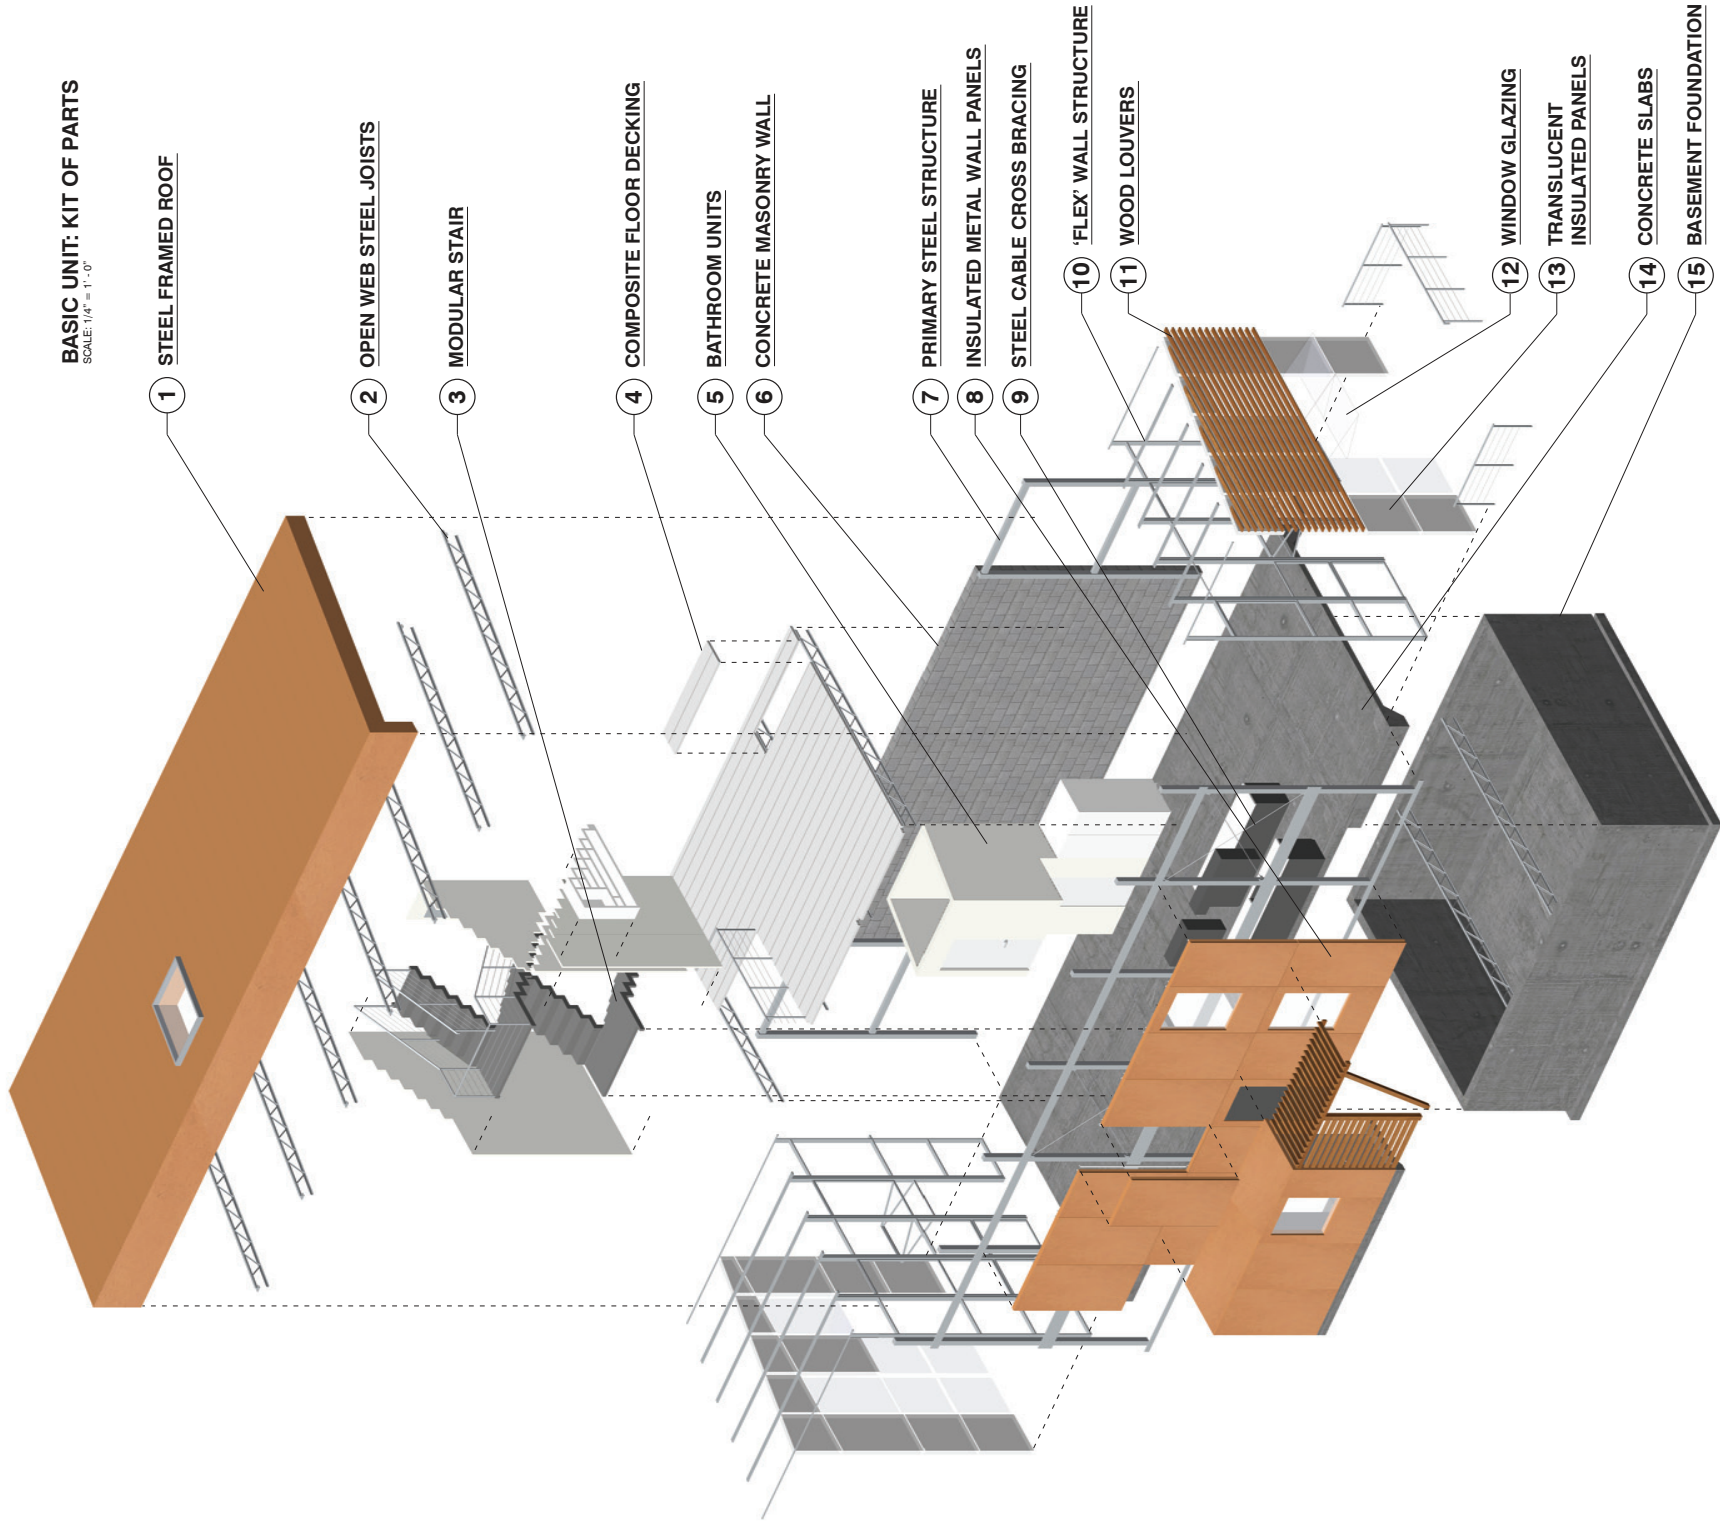 BASIC UNIT: KIT OF PARTS
SCALE: 1/4" = 1' - 0"
1 STEEL FRAMED ROOF
2 OPEN WEB STEEL JOISTS
3 MODULAR STAIR
4 COMPOSITE FLOOR DECKING
5 BATHROOM UNITS
6 CONCRETE MASONRY WALL
7 PRIMARY STEEL STRUCTURE
8 INSULATED METAL WALL PANELS
9 STEEL CABLE CROSS BRACING
10 'FLEX' WALL STRUCTURE
11 WOOD LOUVERS
12 WINDOW GLAZING
13 TRANSLUCENT
INSULATED PANELS
14 CONCRETE SLABS
15 BASEMENT FOUNDATION